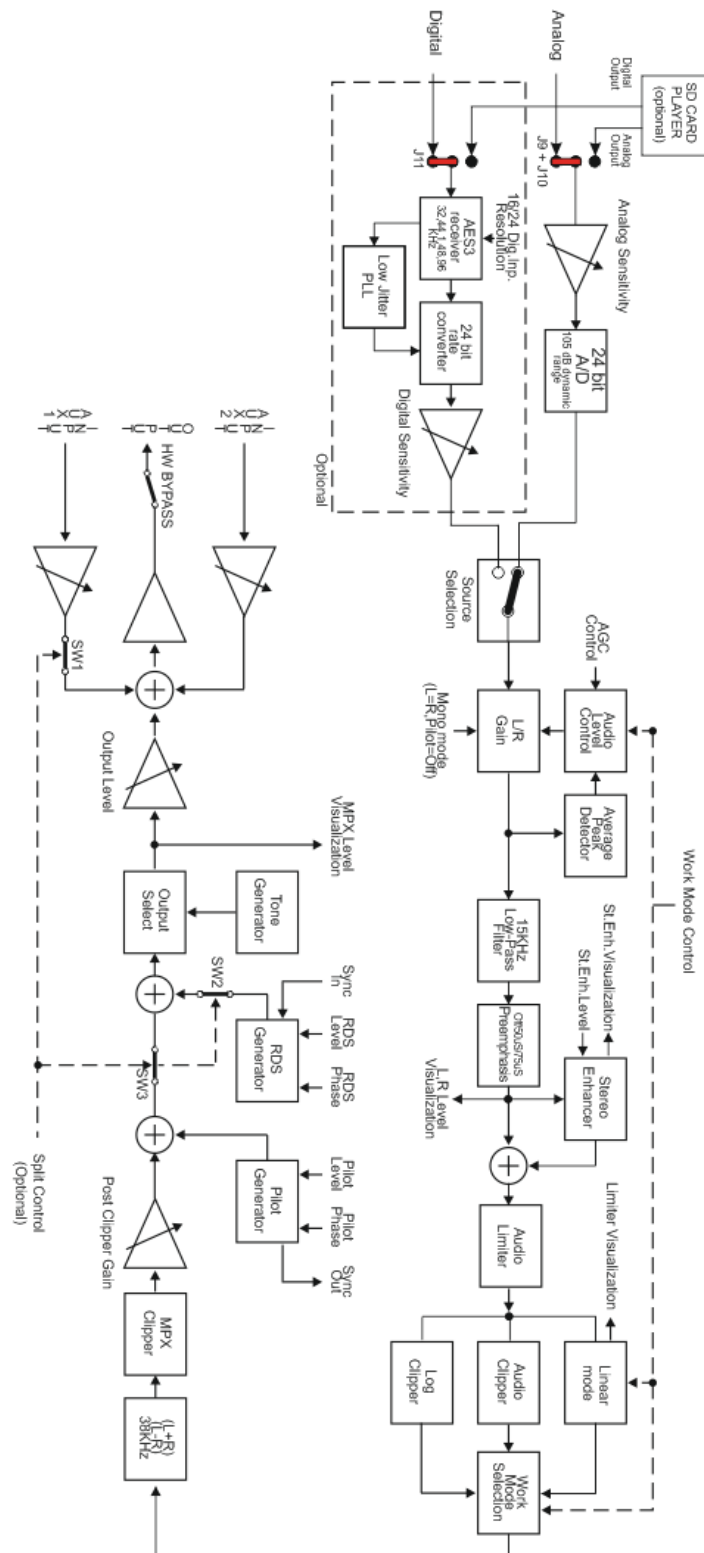 SD CARD
PLAYER
(optional)
Digital
Output
Analog
Output
Analog
Digital
J9 + J10
J11
Analog Sensitivity
24 bit
A/D
105 dB dynamic
range
16/24 Dig.Inp.
Resolution
AES3
receiver
32,44.1,48,96
KHz
Low Jitter
PLL
24 bit
rate
converter
Digital Sensitivity
Optional
Source
Selection
AGC
Control
Audio
Level
Control
L/R
Gain
Mono mode
(L=R,Pilot=Off)
Average
Peak
Detector
Work Mode Control
15KHz
Low-Pass
Filter
Off/50uS/75uS
Preemphasis
L,R Level
Visualization
St.Enh.Visualization
St.Enh.Level
Stereo
Enhancer
Audio
Limiter
Limiter Visualization
Linear
mode
Audio
Clipper
Log
Clipper
Work
Mode
Selection
AUX
INPUT
2
OUTPUT
AUX
INPUT
1
HW BYPASS
SW1
Output Level
MPX Level
Visualization
Output
Select
Tone
Generator
SW2
Sync
In
RDS
Level
RDS
Phase
RDS
Generator
SW3
Split Control
(Optional)
Pilot
Level
Pilot
Phase
Sync
Out
Pilot
Generator
Post Clipper Gain
MPX
Clipper
(L+R)
(L-R)
38KHz